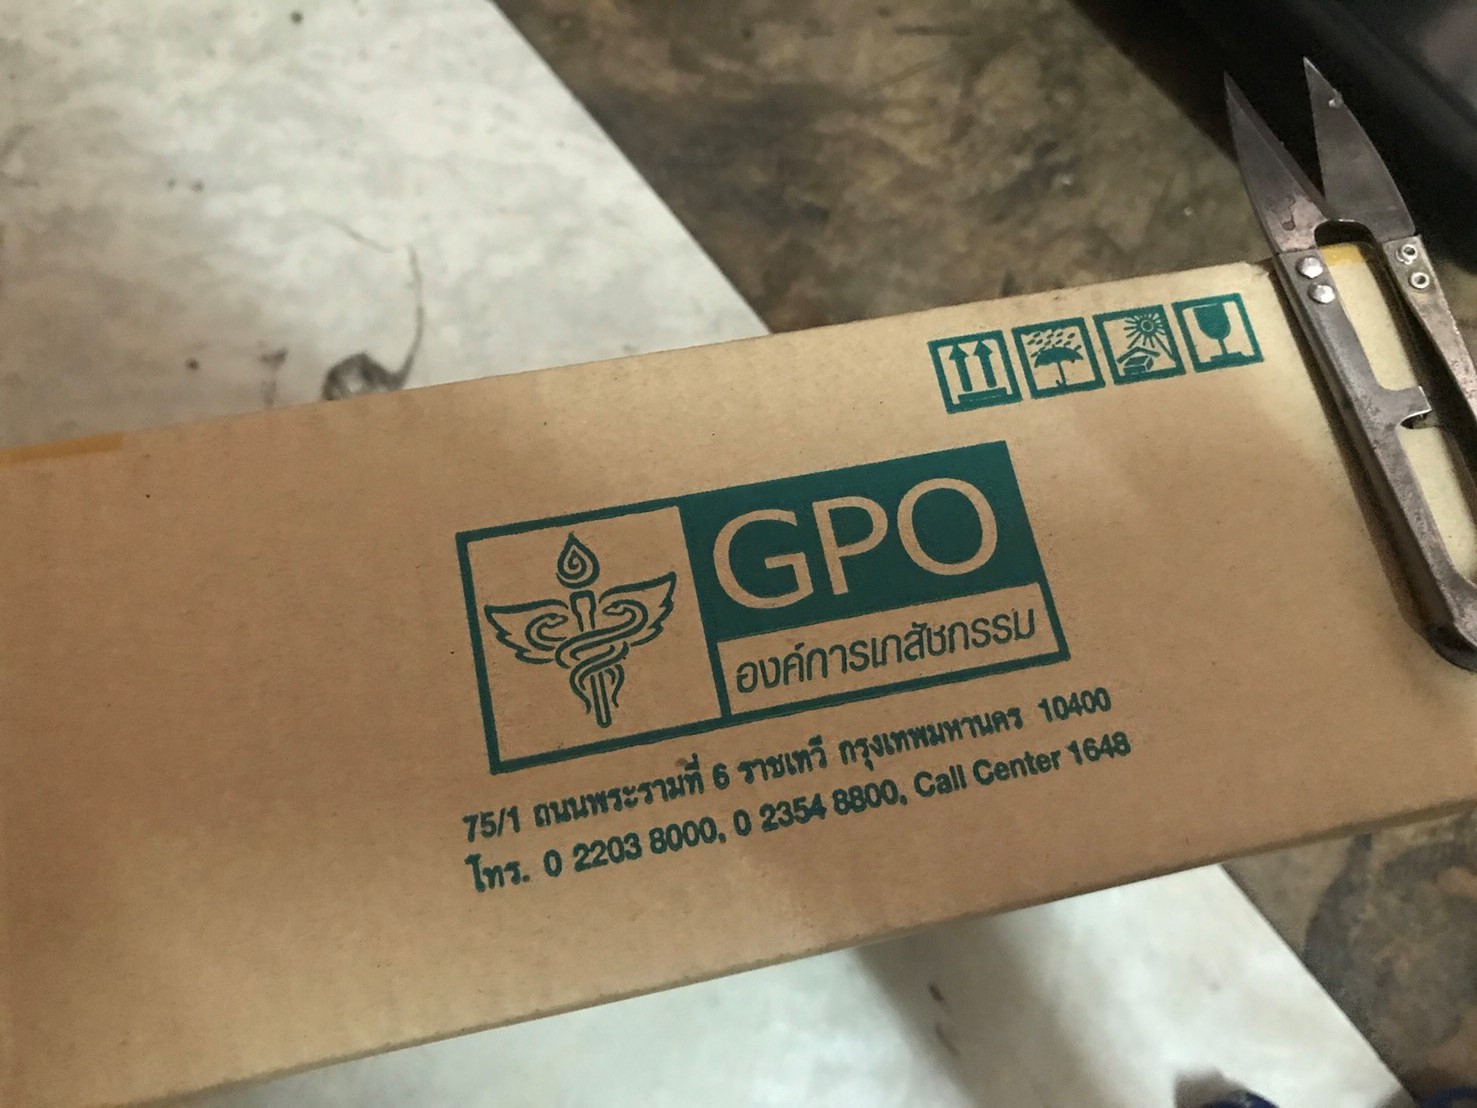 GPO
องค์การเภสัชกรรม
75/1 ถนนพระรามที่ 6 ราชเทวี กรุงเทพมหานคร 10400
โทร. 0 2203 8000, 0 2354 8800, Call Center 1648